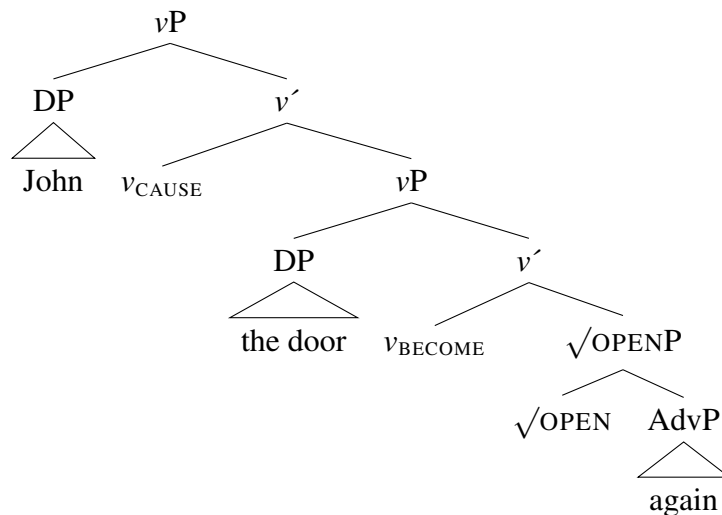 vP
DP v´
John vCAUSE vP
DP v´
the door vBECOME √OPENP
√OPEN AdvP
again